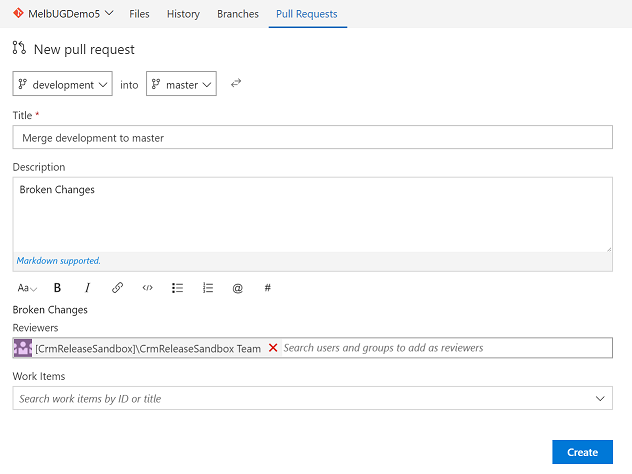 MelbUGDemo5 Files History Branches Pull Requests
New pull request
development into master
Title *
Merge development to master
Description
Broken Changes
Markdown supported.
Aa B I </> @ #
Broken Changes
Reviewers
[CrmReleaseSandbox]\CrmReleaseSandbox Team Search users and groups to add as reviewers
Work Items
Search work items by ID or title
Create